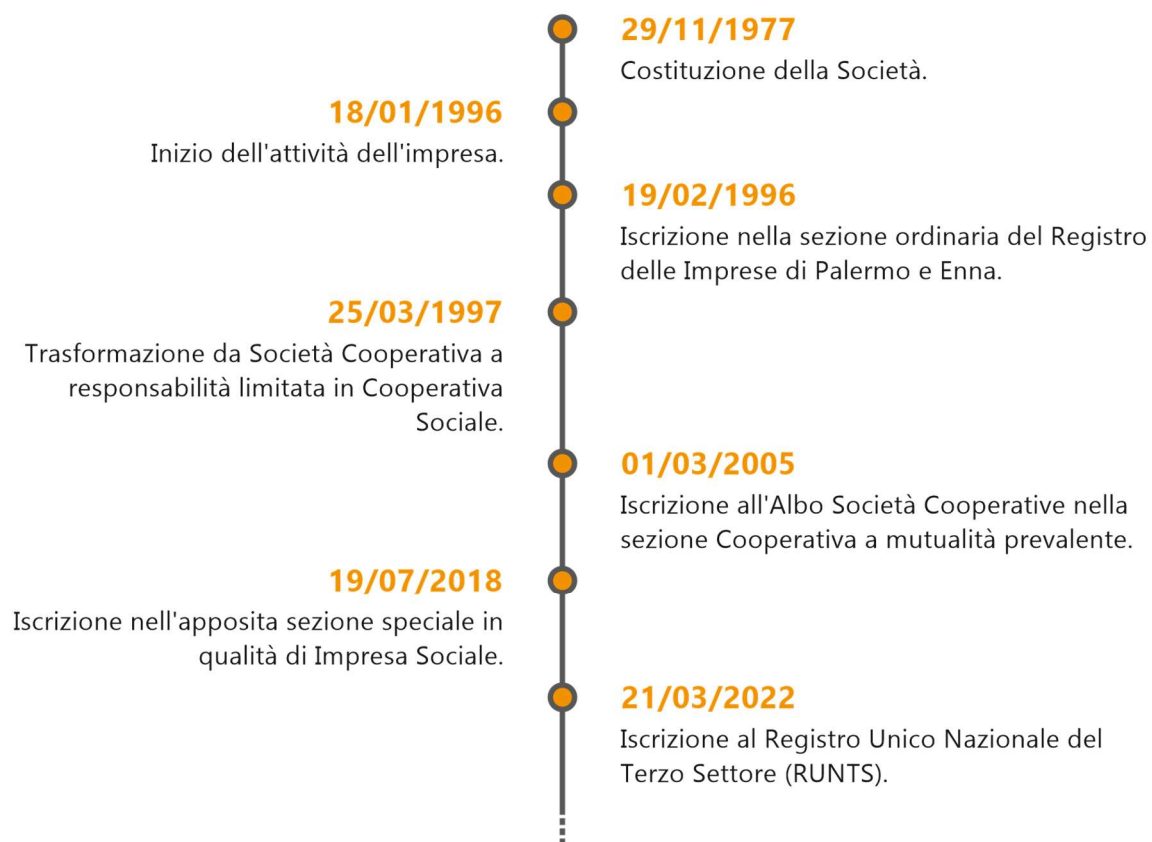 29/11/1977
Costituzione della Società.
18/01/1996
Inizio dell'attività dell'impresa.
19/02/1996
Iscrizione nella sezione ordinaria del Registro
delle Imprese di Palermo e Enna.
25/03/1997
Trasformazione da Società Cooperativa a
responsabilità limitata in Cooperativa
Sociale.
01/03/2005
Iscrizione all'Albo Società Cooperative nella
sezione Cooperativa a mutualità prevalente.
19/07/2018
Iscrizione nell'apposita sezione speciale in
qualità di Impresa Sociale.
21/03/2022
Iscrizione al Registro Unico Nazionale del
Terzo Settore (RUNTS).